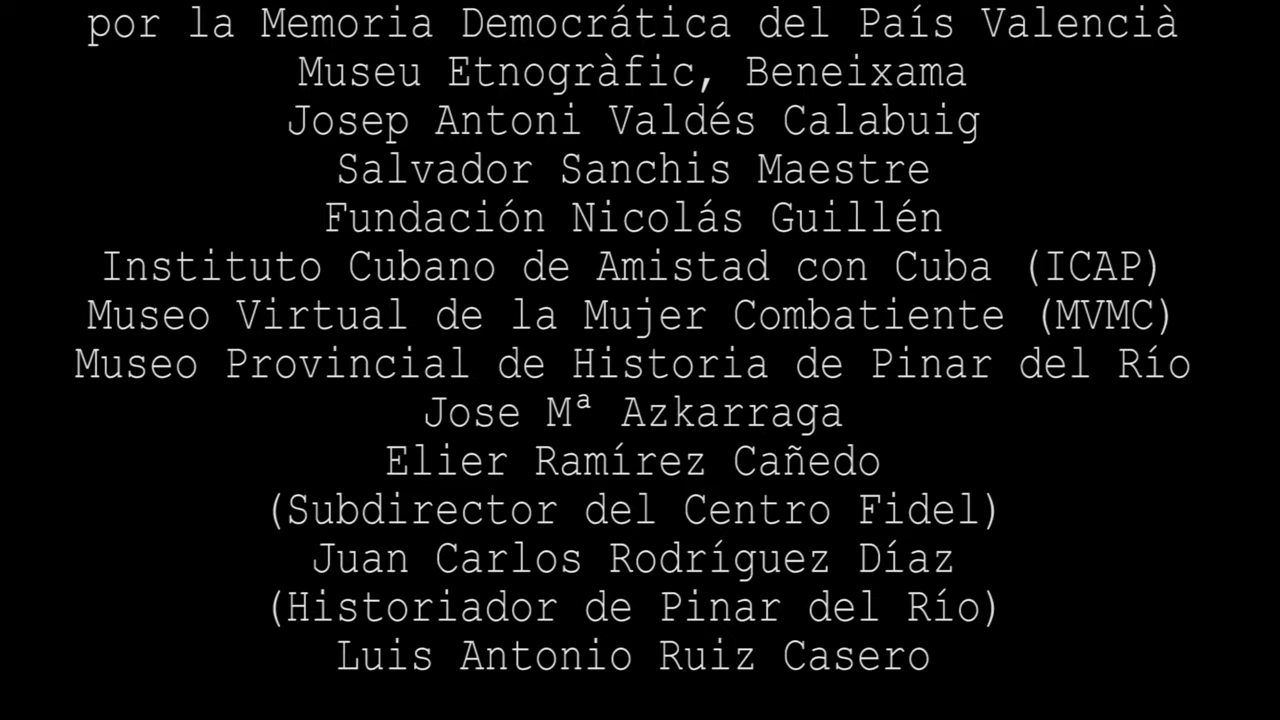 por la Memoria Democrática del País Valencià
Museu Etnogràfic, Beneixama
Josep Antoni Valdés Calabuig
Salvador Sanchis Maestre
Fundación Nicolás Guillén
Instituto Cubano de Amistad con Cuba (ICAP)
Museo Virtual de la Mujer Combatiente (MVMC)
Museo Provincial de Historia de Pinar del Río
Jose Mª Azkarraga
Elier Ramírez Cañedo
(Subdirector del Centro Fidel)
Juan Carlos Rodríguez Díaz
(Historiador de Pinar del Río)
Luis Antonio Ruiz Casero